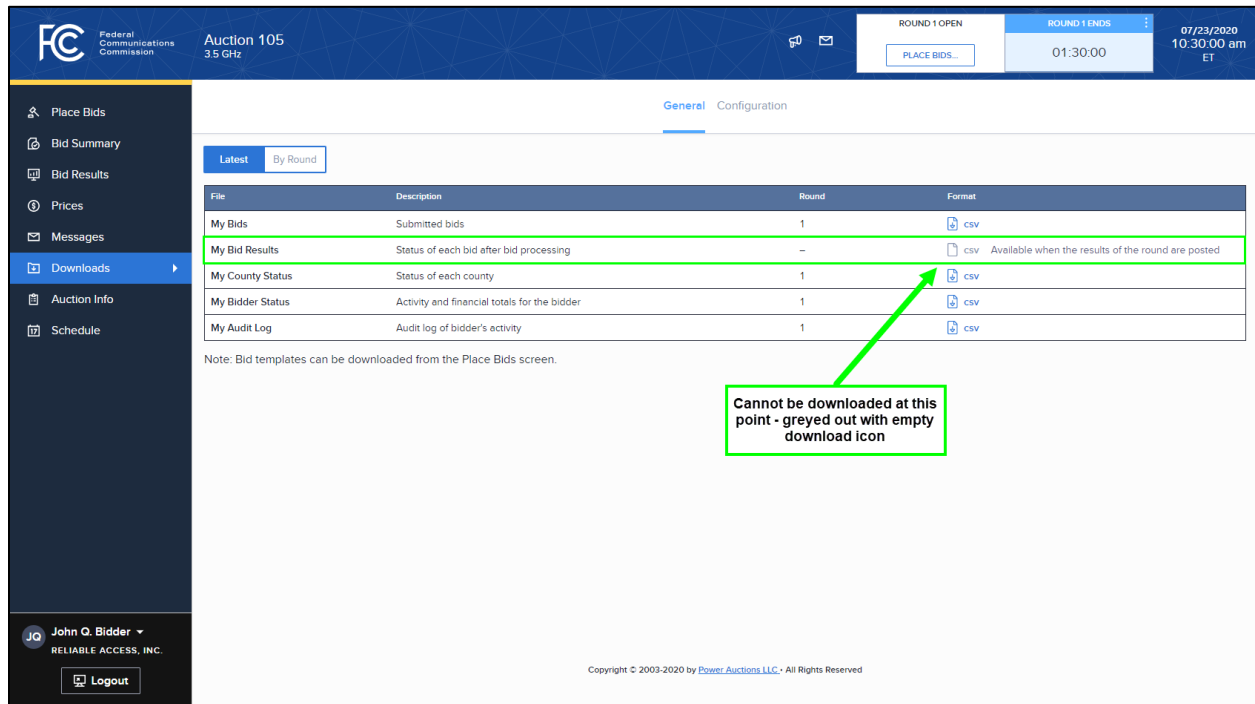 Federal
Communications
Commission
Auction 105
3.5 GHz
ROUND 1 OPEN
PLACE BIDS...
ROUND 1 ENDS
01:30:00
07/23/2020
10:30:00 am
ET
Place Bids
Bid Summary
Bid Results
Prices
Messages
Downloads
Auction Info
Schedule
General Configuration
Latest By Round
File Description Round Format
My Bids Submitted bids 1 csv
My Bid Results Status of each bid after bid processing – csv Available when the results of the round are posted
My County Status Status of each county 1 csv
My Bidder Status Activity and financial totals for the bidder 1 csv
My Audit Log Audit log of bidder's activity 1 csv
Note: Bid templates can be downloaded from the Place Bids screen.
Cannot be downloaded at this
point - greyed out with empty
download icon
JQ John Q. Bidder
RELIABLE ACCESS, INC.
Logout
Copyright © 2003-2020 by Power Auctions LLC • All Rights Reserved